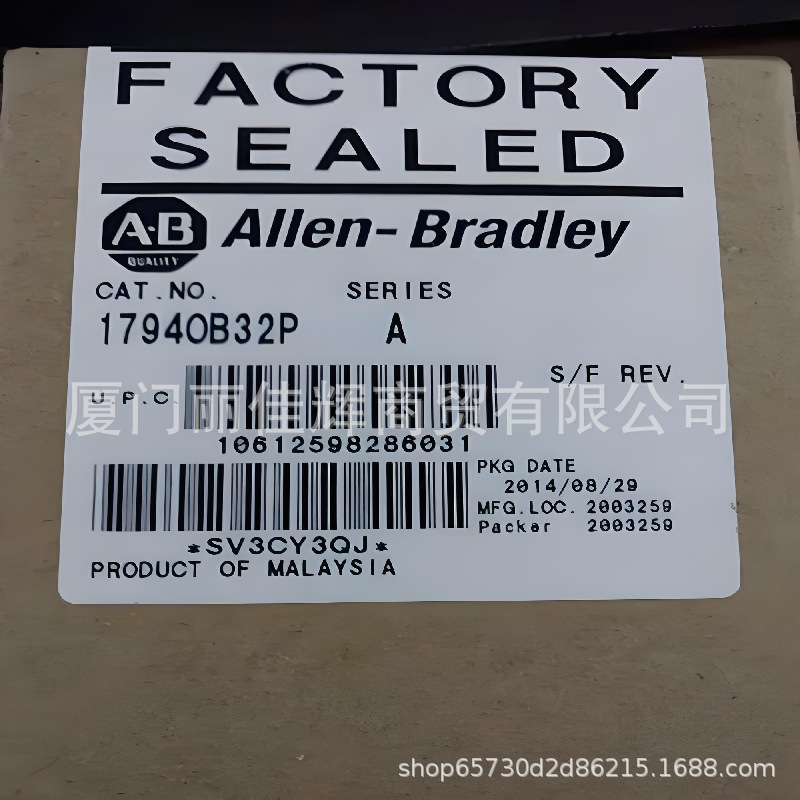 FACTORY
SEALED
A-B QUALITY Allen-Bradley
CAT.NO. SERIES
1794OB32P A
S/F REV.
U.P.C.
厦门丽佳辉商贸有限公司
10612598286031
PKG DATE
2014/08/29
MFG.LOC. 2003259
Packer 2003259
*SV3CY3QJ*
PRODUCT OF MALAYSIA
shop65730d2d86215.1688.com